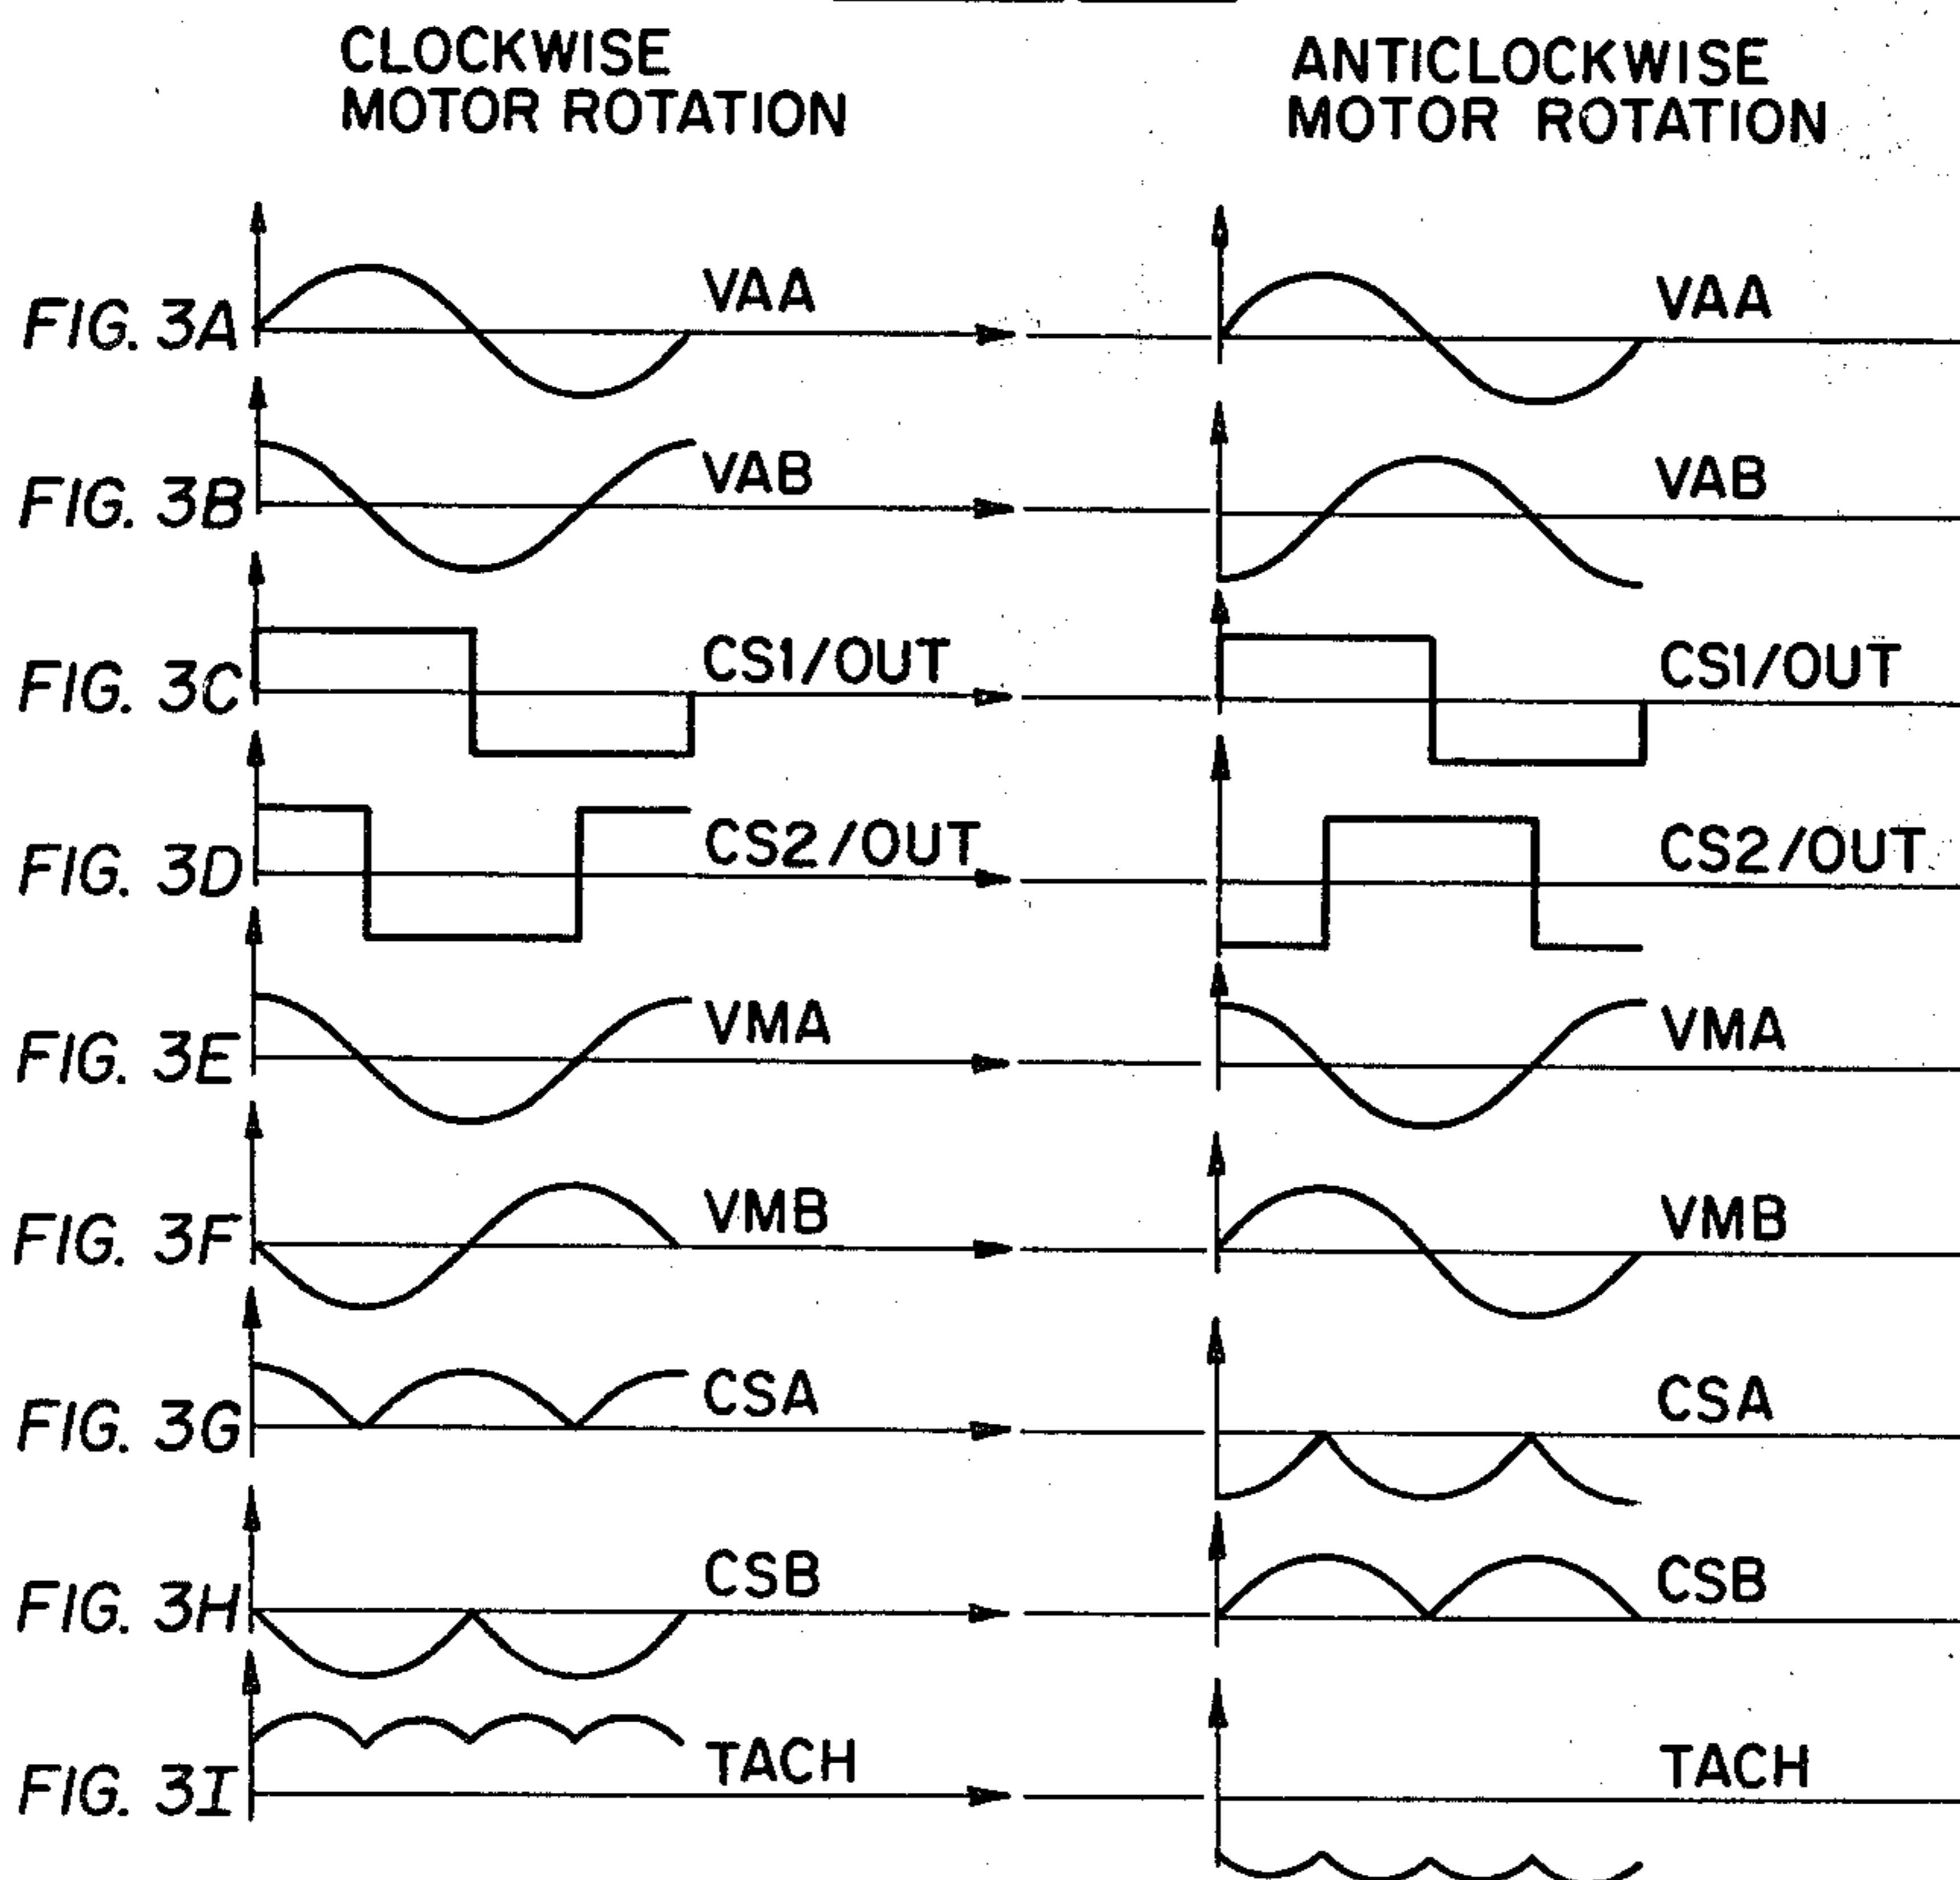 CLOCKWISE
MOTOR ROTATION
ANTICLOCKWISE
MOTOR ROTATION
FIG. 3A
VAA
VAA
FIG. 3B
VAB
VAB
FIG. 3C
CS1/OUT
CS1/OUT
FIG. 3D
CS2/OUT
CS2/OUT
FIG. 3E
VMA
VMA
FIG. 3F
VMB
VMB
FIG. 3G
CSA
CSA
FIG. 3H
CSB
CSB
FIG. 3I
TACH
TACH